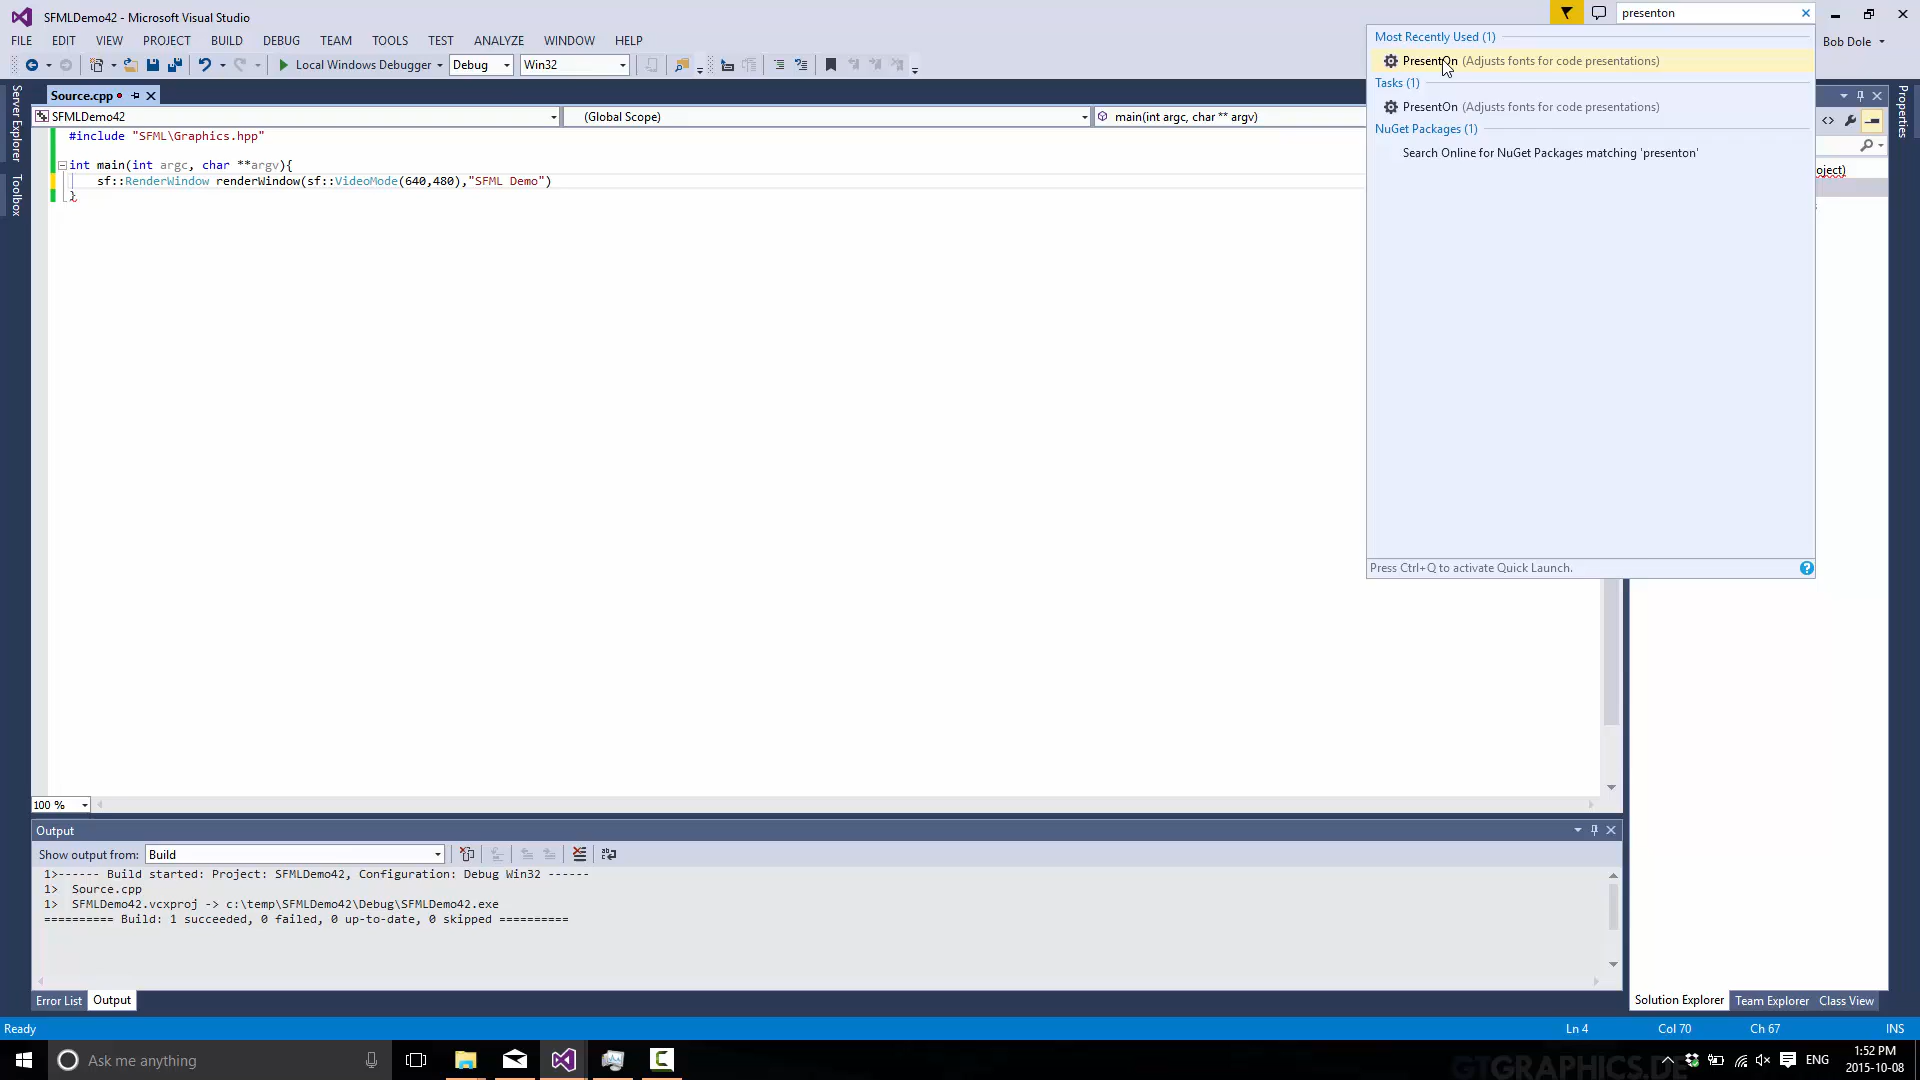 SFMLDemo42 - Microsoft Visual Studio
presenton
FILE EDIT VIEW PROJECT BUILD DEBUG TEAM TOOLS TEST ANALYZE WINDOW HELP
Bob Dole
Local Windows Debugger Debug Win32
Most Recently Used (1)
PresentOn (Adjusts fonts for code presentations)
Tasks (1)
PresentOn (Adjusts fonts for code presentations)
NuGet Packages (1)
Search Online for NuGet Packages matching 'presenton'
Press Ctrl+Q to activate Quick Launch.
Server Explorer
Toolbox
Properties
Source.cpp
SFMLDemo42 (Global Scope) main(int argc, char ** argv)
oject)
#include "SFML\Graphics.hpp"
int main(int argc, char **argv){
sf::RenderWindow renderWindow(sf::VideoMode(640,480),"SFML Demo")
}
100 %
Output
Show output from: Build
1>------ Build started: Project: SFMLDemo42, Configuration: Debug Win32 ------
1>  Source.cpp
1>  SFMLDemo42.vcxproj -> c:\temp\SFMLDemo42\Debug\SFMLDemo42.exe
========== Build: 1 succeeded, 0 failed, 0 up-to-date, 0 skipped ==========
Error List Output
Solution Explorer Team Explorer Class View
Ready Ln 4 Col 70 Ch 67 INS
Ask me anything
GTGRAPHICS.DE
ENG
1:52 PM
2015-10-08